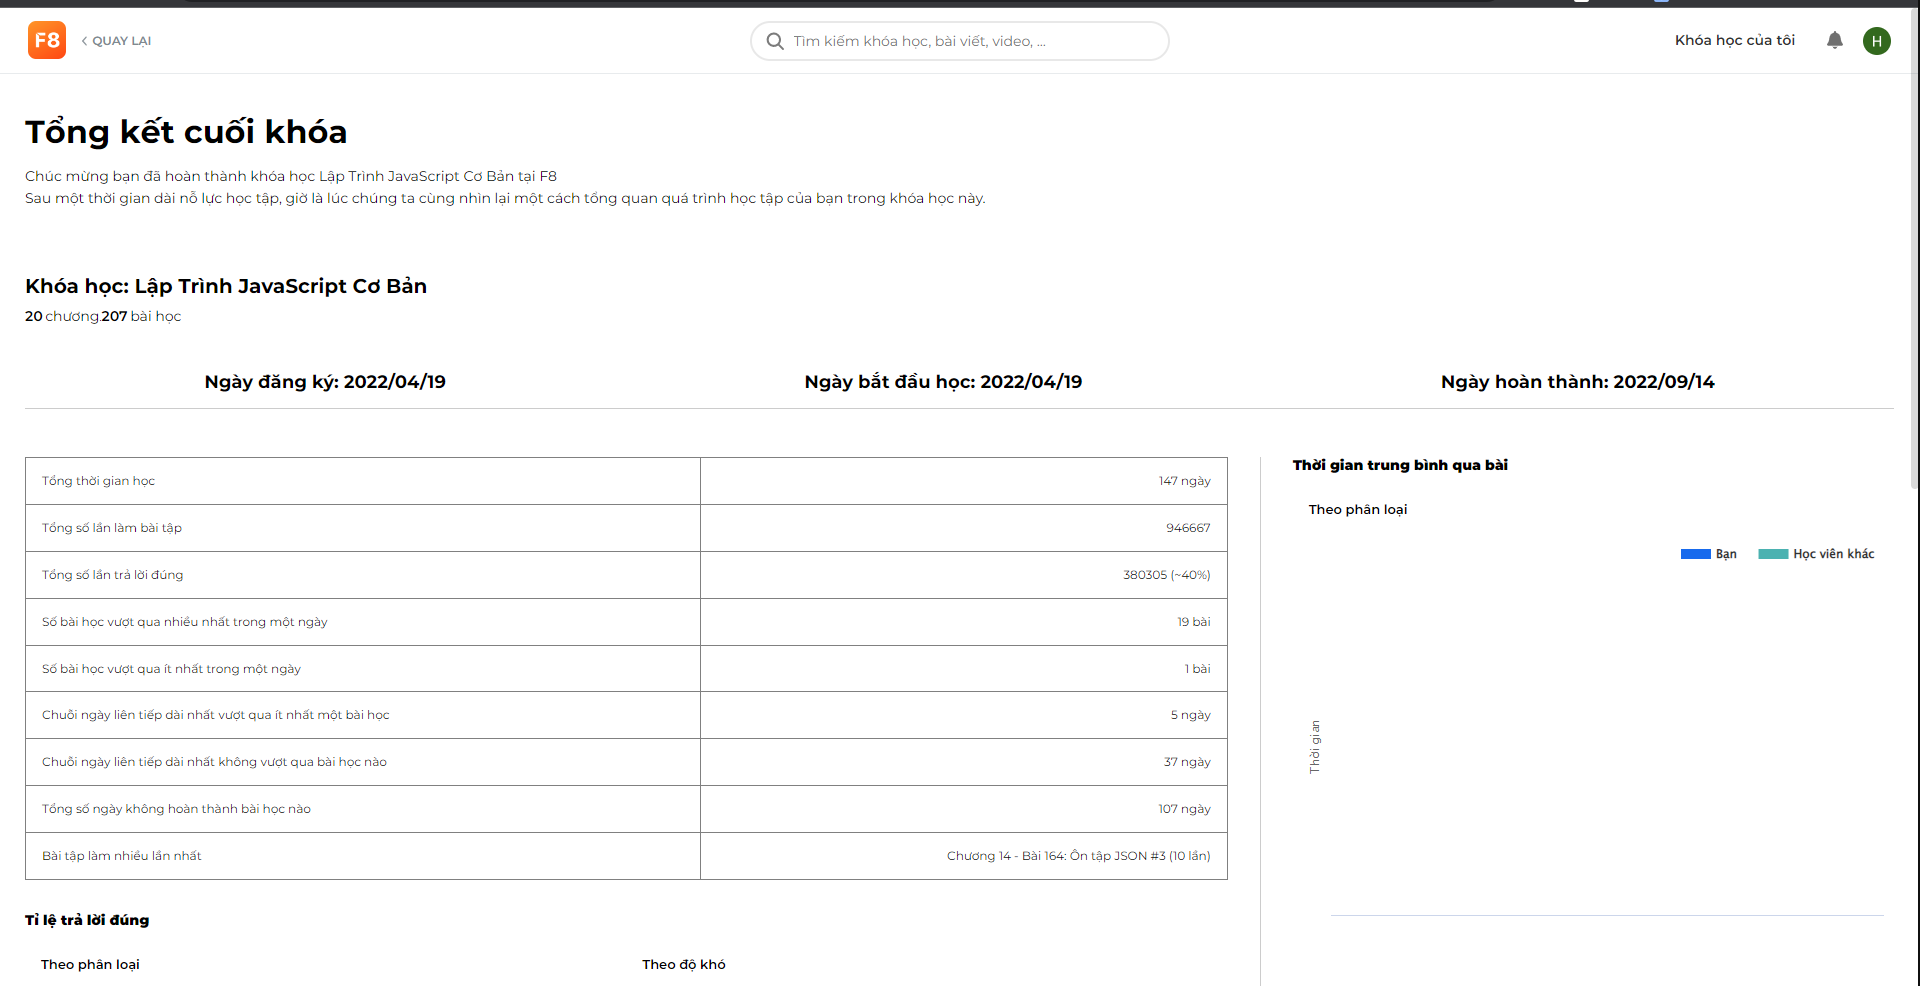 F8 QUAY LẠI Tìm kiếm khóa học, bài viết, video, ... Khóa học của tôi H
Tổng kết cuối khóa
Chúc mừng bạn đã hoàn thành khóa học Lập Trình JavaScript Cơ Bản tại F8
Sau một thời gian dài nỗ lực học tập, giờ là lúc chúng ta cùng nhìn lại một cách tổng quan quá trình học tập của bạn trong khóa học này.
Khóa học: Lập Trình JavaScript Cơ Bản
20 chương.207 bài học
Ngày đăng ký: 2022/04/19 Ngày bắt đầu học: 2022/04/19 Ngày hoàn thành: 2022/09/14
Tổng thời gian học 147 ngày
Tổng số lần làm bài tập 946667
Tổng số lần trả lời đúng 380305 (~40%)
Số bài học vượt qua nhiều nhất trong một ngày 19 bài
Số bài học vượt qua ít nhất trong một ngày 1 bài
Chuỗi ngày liên tiếp dài nhất vượt qua ít nhất một bài học 5 ngày
Chuỗi ngày liên tiếp dài nhất không vượt qua bài học nào 37 ngày
Tổng số ngày không hoàn thành bài học nào 107 ngày
Bài tập làm nhiều lần nhất Chương 14 - Bài 164: Ôn tập JSON #3 (10 lần)
Tỉ lệ trả lời đúng
Theo phân loại Theo độ khó
Thời gian trung bình qua bài
Theo phân loại
Bạn Học viên khác
Thời gian